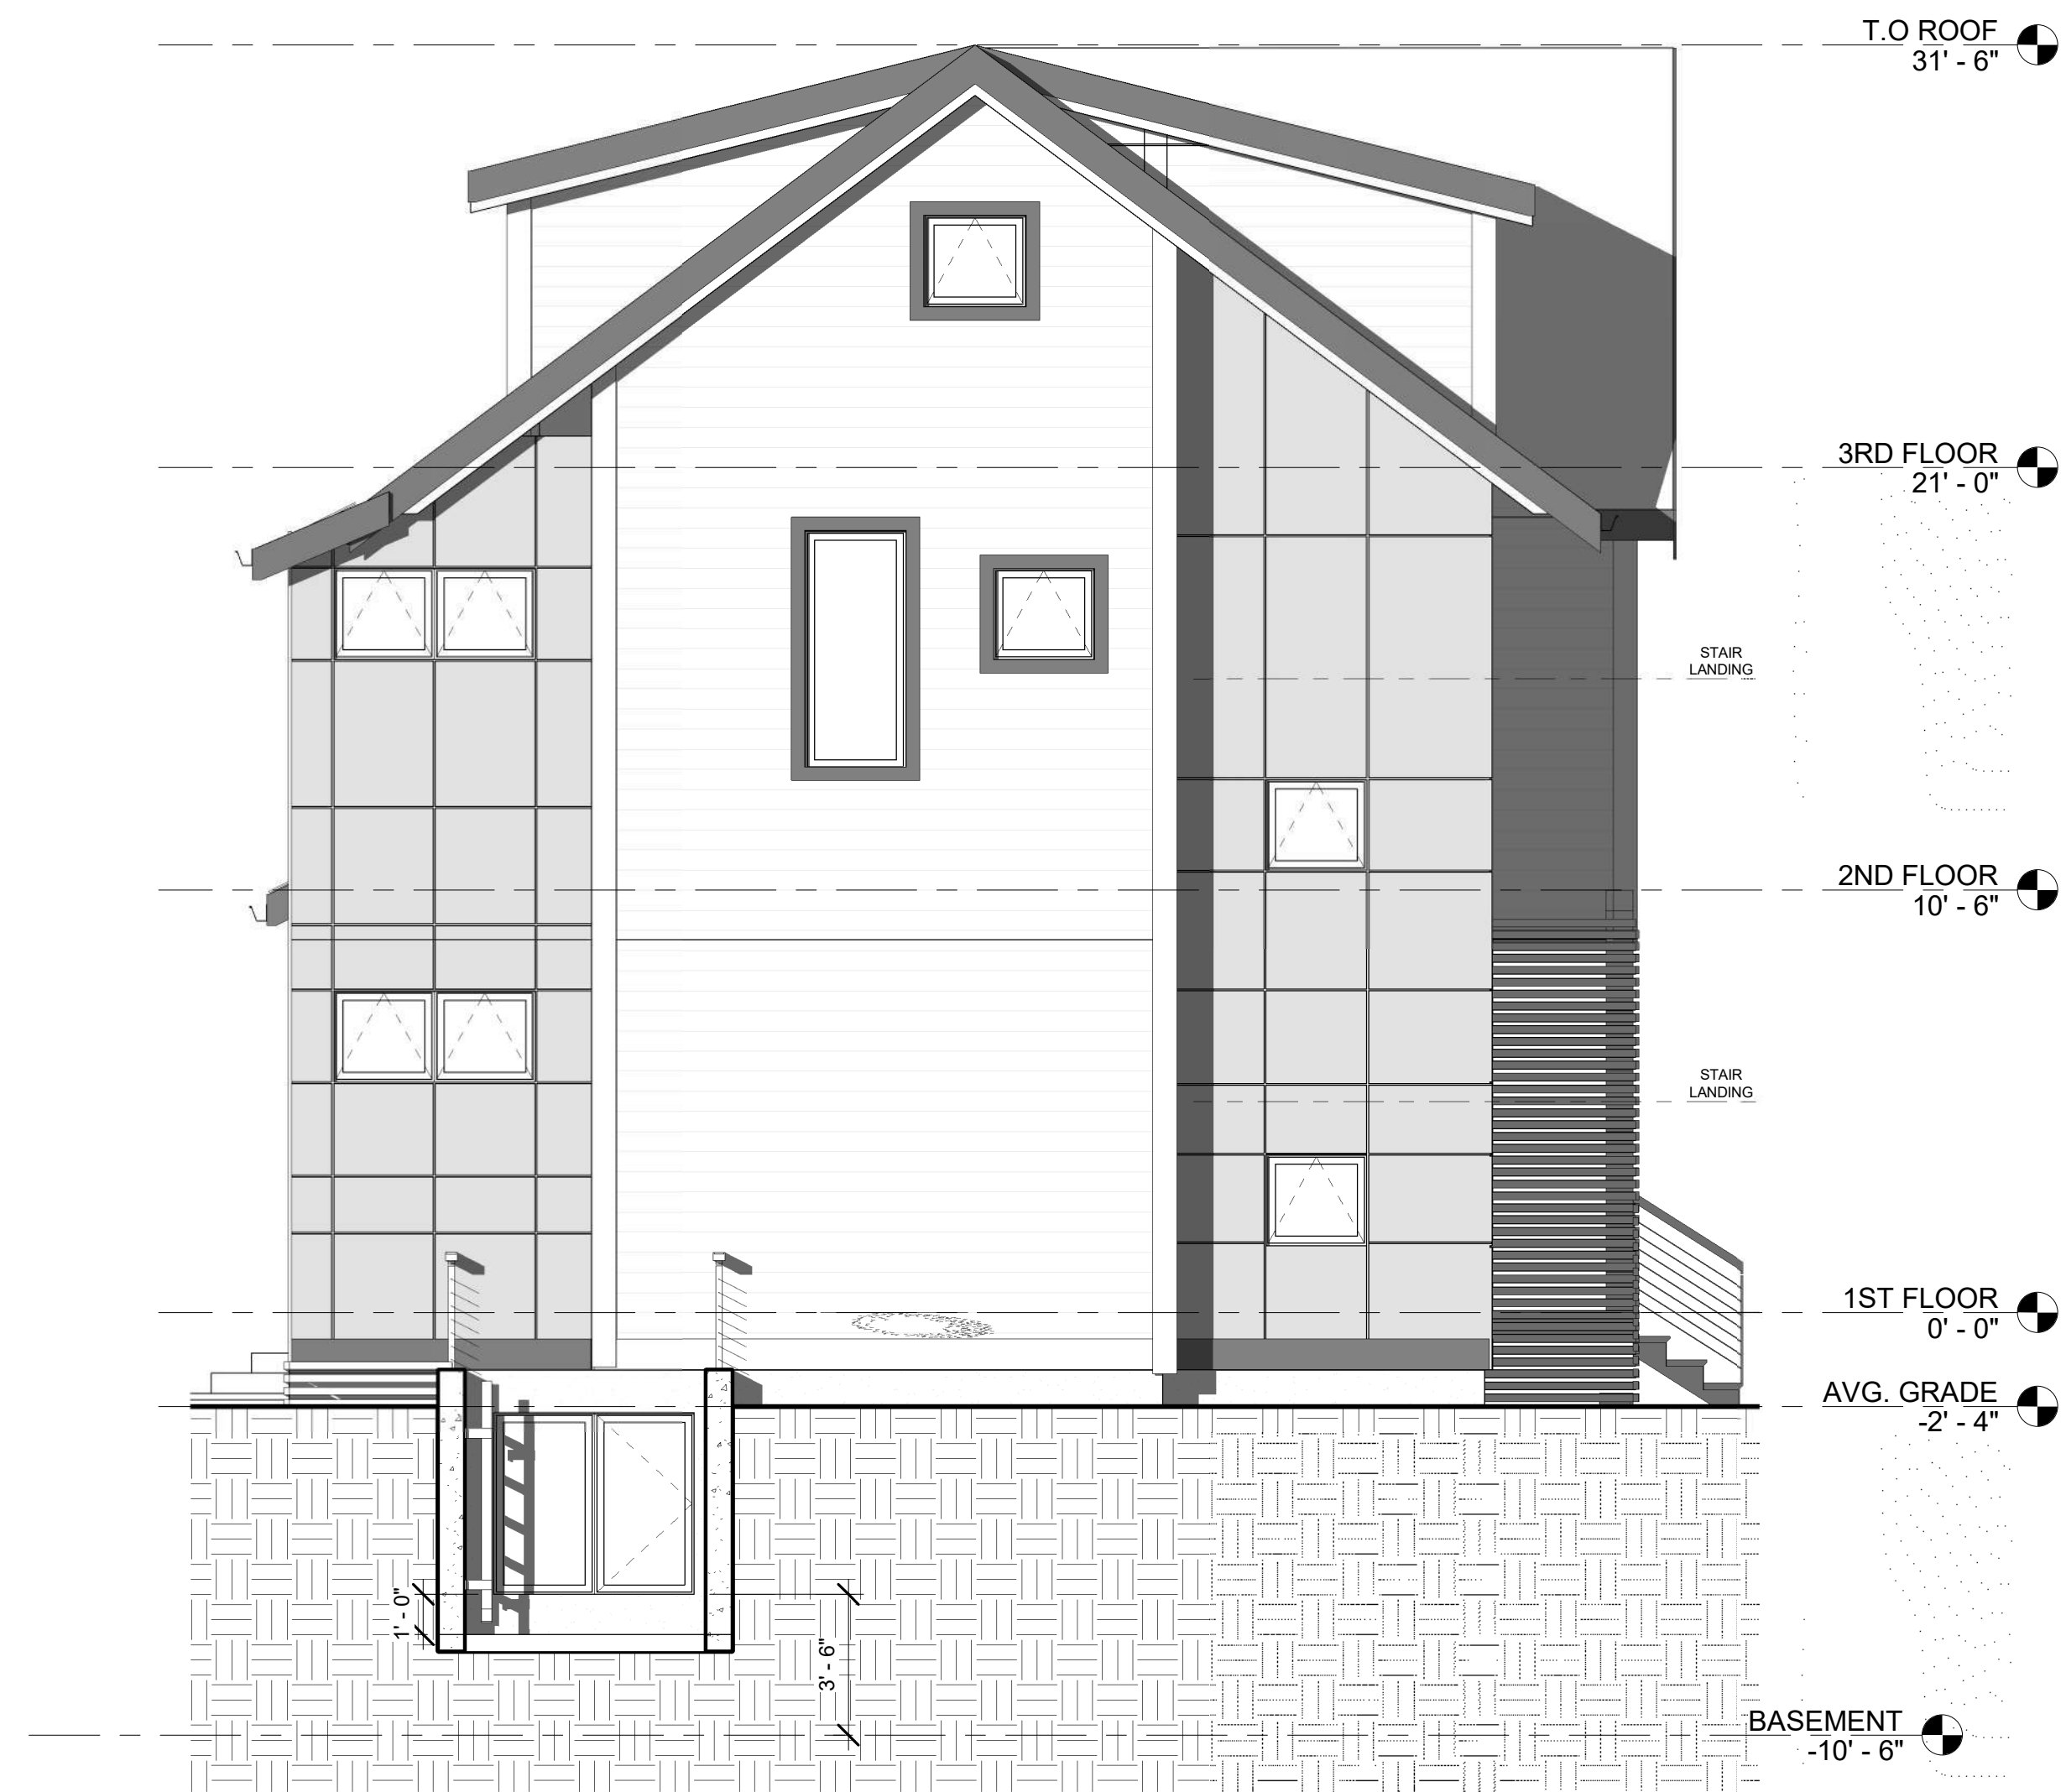 T.O ROOF
31' - 6"
3RD FLOOR
21' - 0"
STAIR
LANDING
2ND FLOOR
10' - 6"
STAIR
LANDING
1ST FLOOR
0' - 0"
AVG. GRADE
-2' - 4"
1' - 0"
3' - 6"
BASEMENT
-10' - 6"